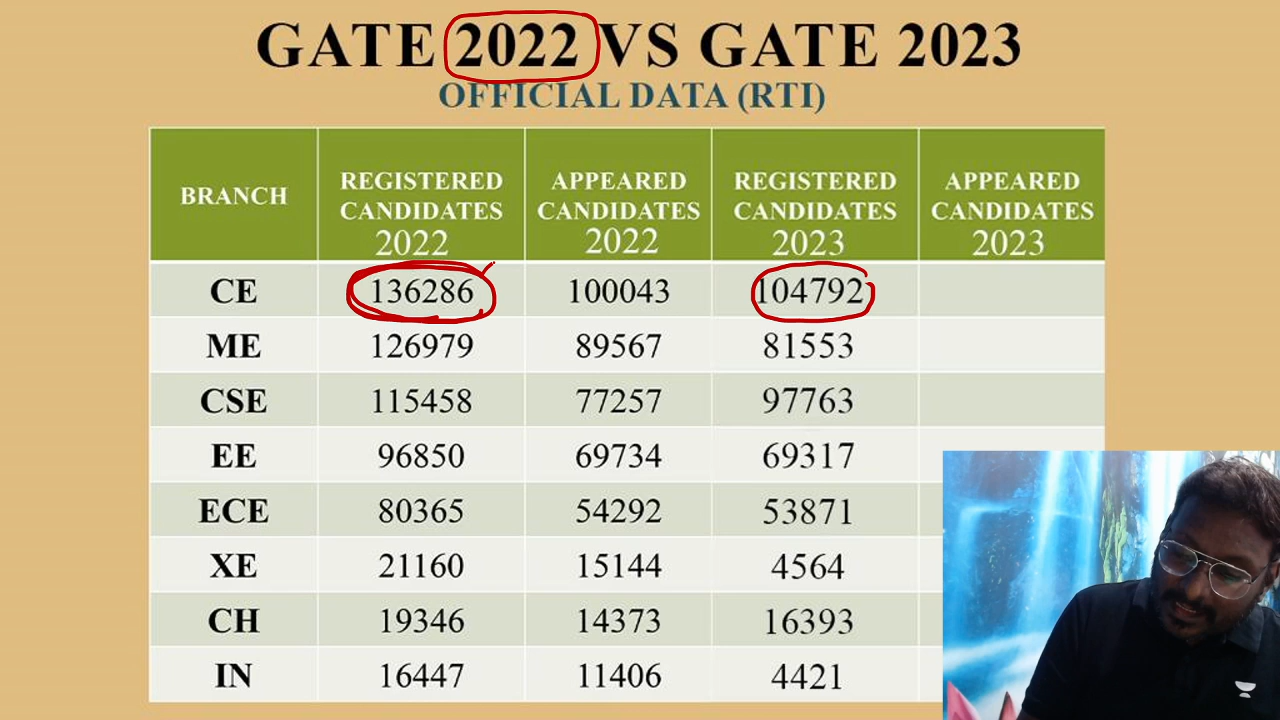 GATE 2022 VS GATE 2023
OFFICIAL DATA (RTI)
BRANCH REGISTERED CANDIDATES 2022 APPEARED CANDIDATES 2022 REGISTERED CANDIDATES 2023 APPEARED CANDIDATES 2023
CE 136286 100043 104792
ME 126979 89567 81553
CSE 115458 77257 97763
EE 96850 69734 69317
ECE 80365 54292 53871
XE 21160 15144 4564
CH 19346 14373 16393
IN 16447 11406 4421